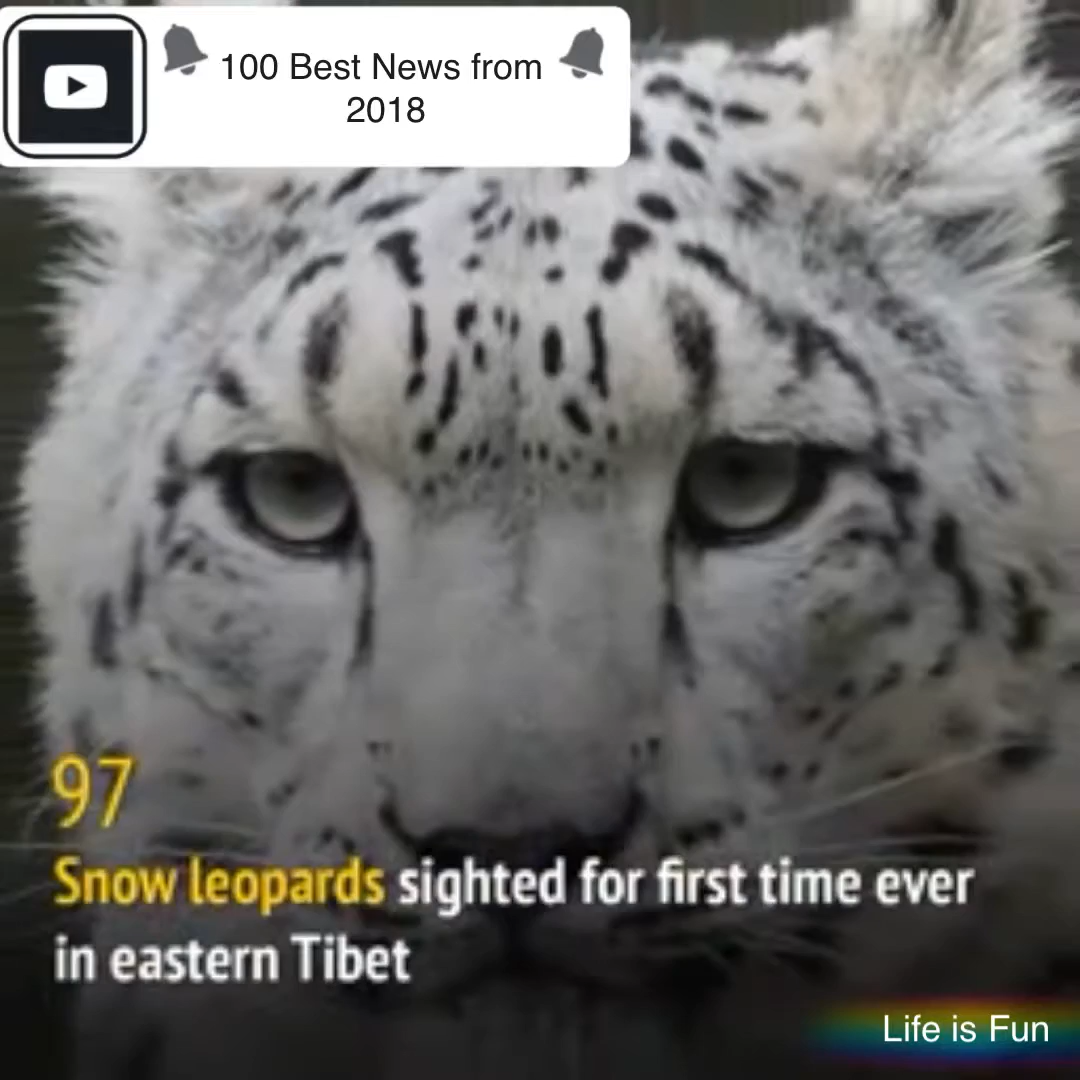 100 Best News from
2018
97
Snow leopards sighted for first time ever
in eastern Tibet
Life is Fun